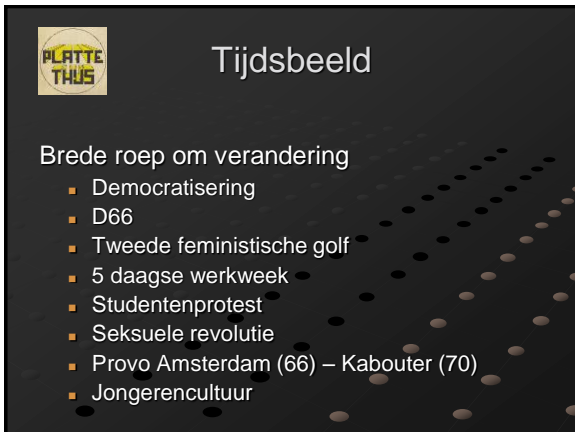 PLATTE
THIJS
Tijdsbeeld
Brede roep om verandering
Democratisering
D66
Tweede feministische golf
5 daagse werkweek
Studentenprotest
Seksuele revolutie
Provo Amsterdam (66) – Kabouter (70)
Jongerencultuur